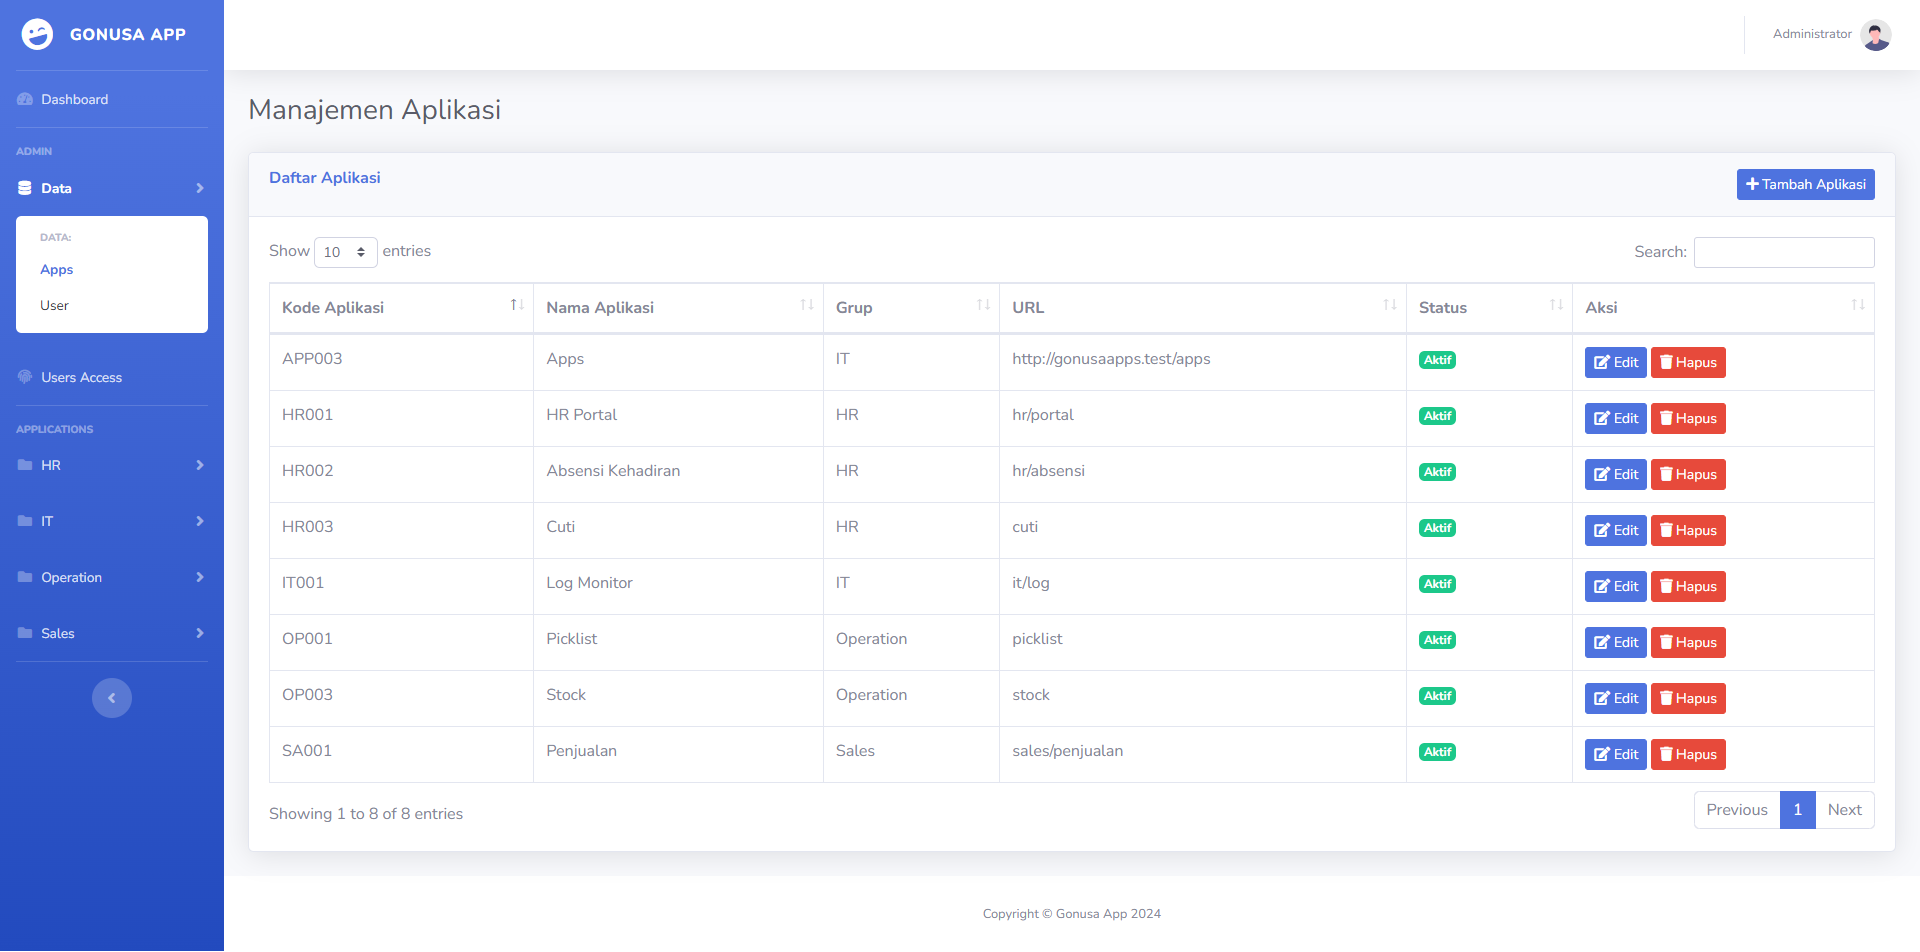 GONUSA APP
Administrator
Dashboard
ADMIN
Data
DATA:
Apps
User
Users Access
APPLICATIONS
HR
IT
Operation
Sales
Manajemen Aplikasi
Daftar Aplikasi
Tambah Aplikasi
Show 10 entries
Search:
Kode Aplikasi Nama Aplikasi Grup URL Status Aksi
APP003 Apps IT http://gonusaapps.test/apps Aktif Edit Hapus
HR001 HR Portal HR hr/portal Aktif Edit Hapus
HR002 Absensi Kehadiran HR hr/absensi Aktif Edit Hapus
HR003 Cuti HR cuti Aktif Edit Hapus
IT001 Log Monitor IT it/log Aktif Edit Hapus
OP001 Picklist Operation picklist Aktif Edit Hapus
OP003 Stock Operation stock Aktif Edit Hapus
SA001 Penjualan Sales sales/penjualan Aktif Edit Hapus
Showing 1 to 8 of 8 entries
Previous 1 Next
Copyright © Gonusa App 2024